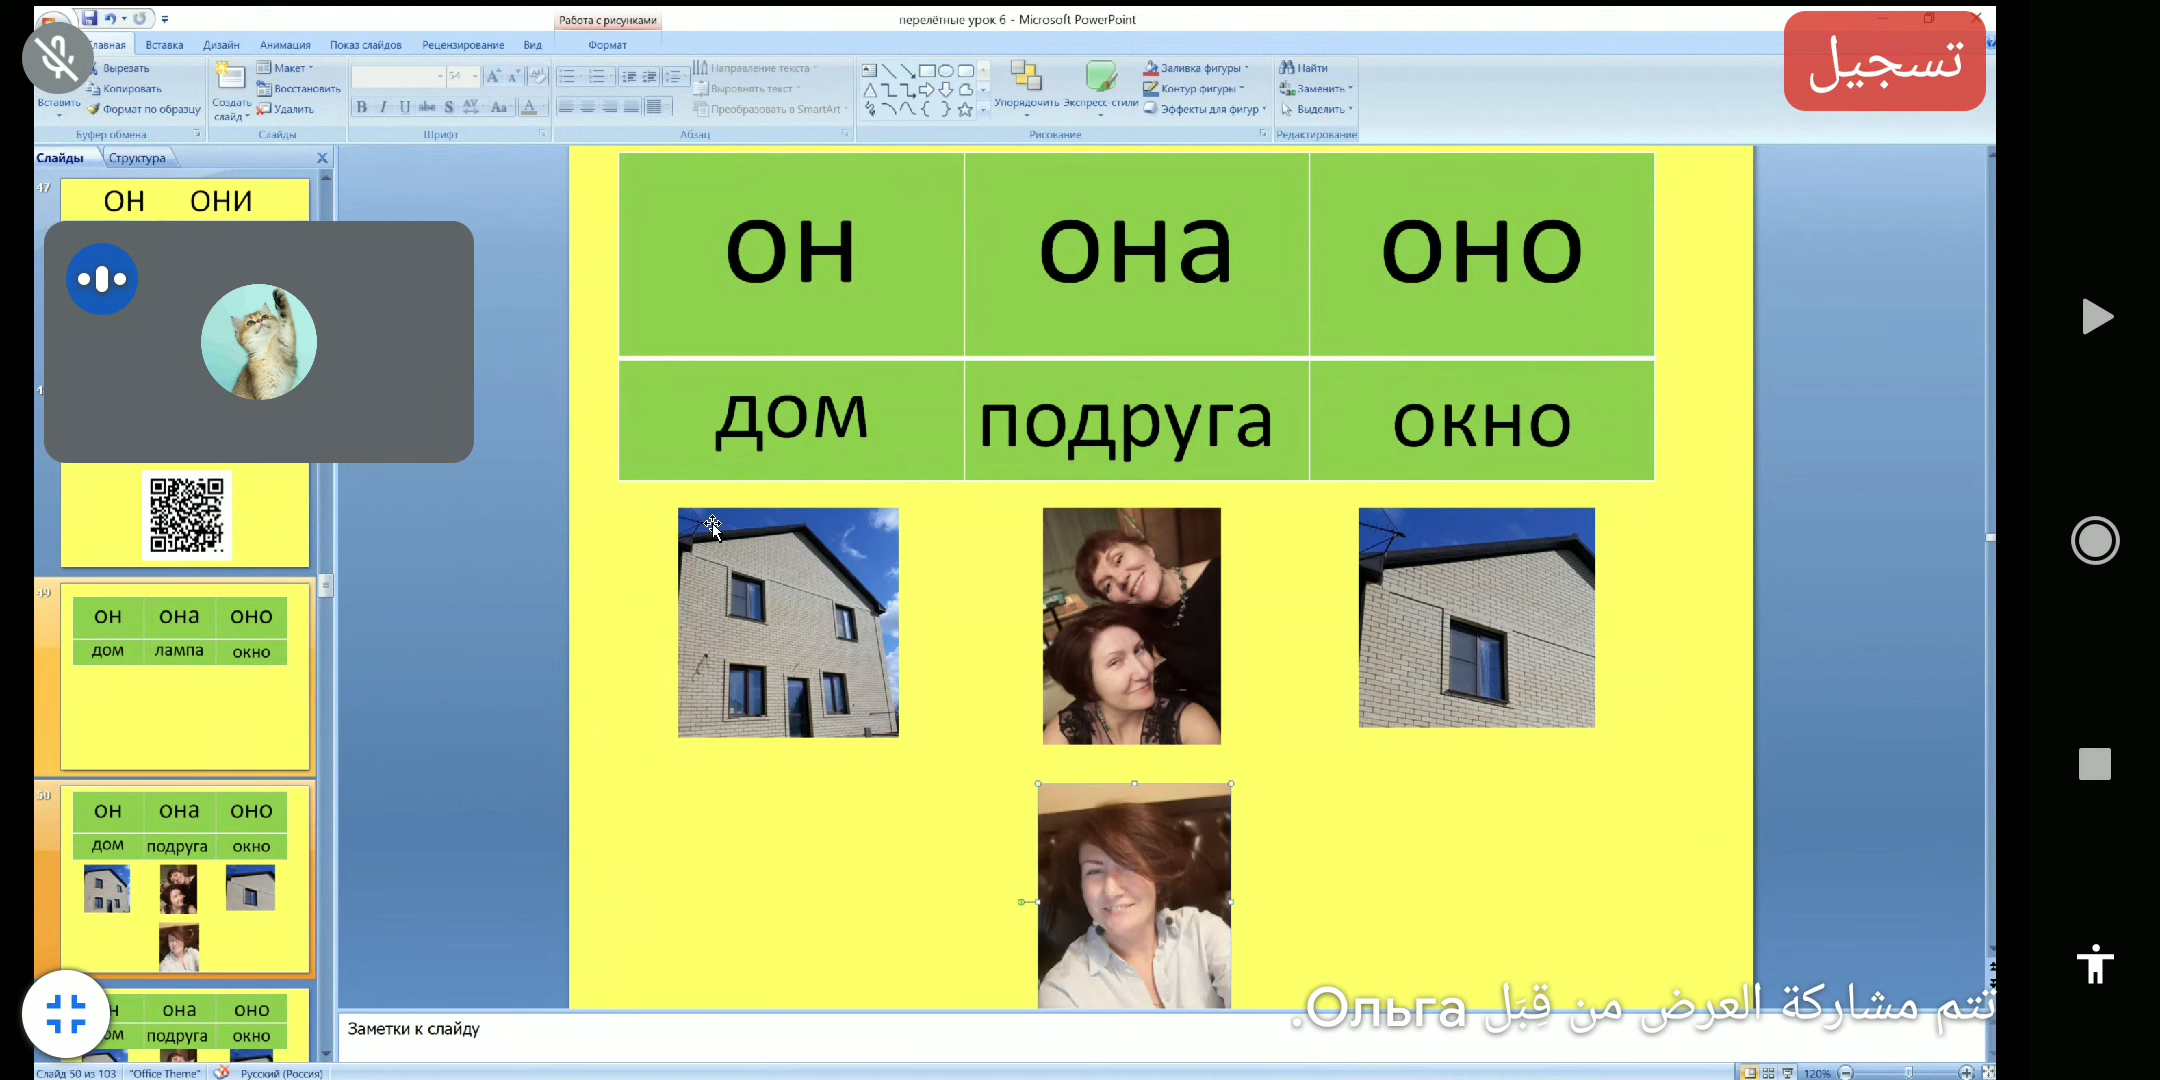 перелётные урок 6 - Microsoft PowerPoint
Работа с рисунками
Главная Вставка Дизайн Анимация Показ слайдов Рецензирование Вид Формат
تسجيل
Вырезать
Копировать
Формат по образцу
Вставить
Буфер обмена
Макет
Восстановить
Удалить
Создать слайд
Слайды
54
Шрифт
Направление текста
Выровнять текст
Преобразовать в SmartArt
Абзац
Упорядочить Экспресс-стили
Заливка фигуры
Контур фигуры
Эффекты для фигур
Рисование
Найти
Заменить
Выделить
Редактирование
Слайды Структура
47
ОН ОНИ
49
он она оно
дом лампа окно
50
он она оно
дом подруга окно
она оно
подруга окно
он она оно
дом подруга окно
تتم مشاركة العرض من قِبَل Ольга.
Заметки к слайду
Слайд 50 из 103 "Office Theme" Русский (Россия) 120%